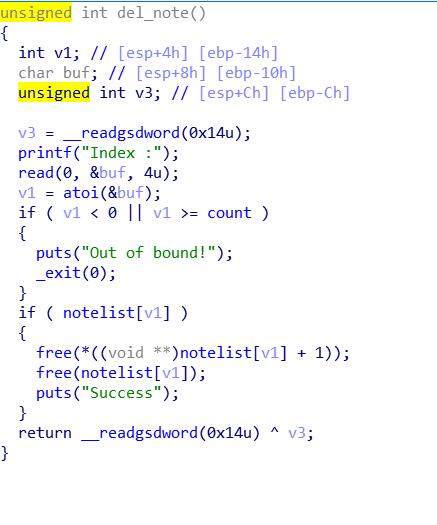 unsigned int del_note()
{
  int v1; // [esp+4h] [ebp-14h]
  char buf; // [esp+8h] [ebp-10h]
  unsigned int v3; // [esp+Ch] [ebp-Ch]

  v3 = __readgsdword(0x14u);
  printf("Index :");
  read(0, &buf, 4u);
  v1 = atoi(&buf);
  if ( v1 < 0 || v1 >= count )
  {
    puts("Out of bound!");
    _exit(0);
  }
  if ( notelist[v1] )
  {
    free(*((void **)notelist[v1] + 1));
    free(notelist[v1]);
    puts("Success");
  }
  return __readgsdword(0x14u) ^ v3;
}